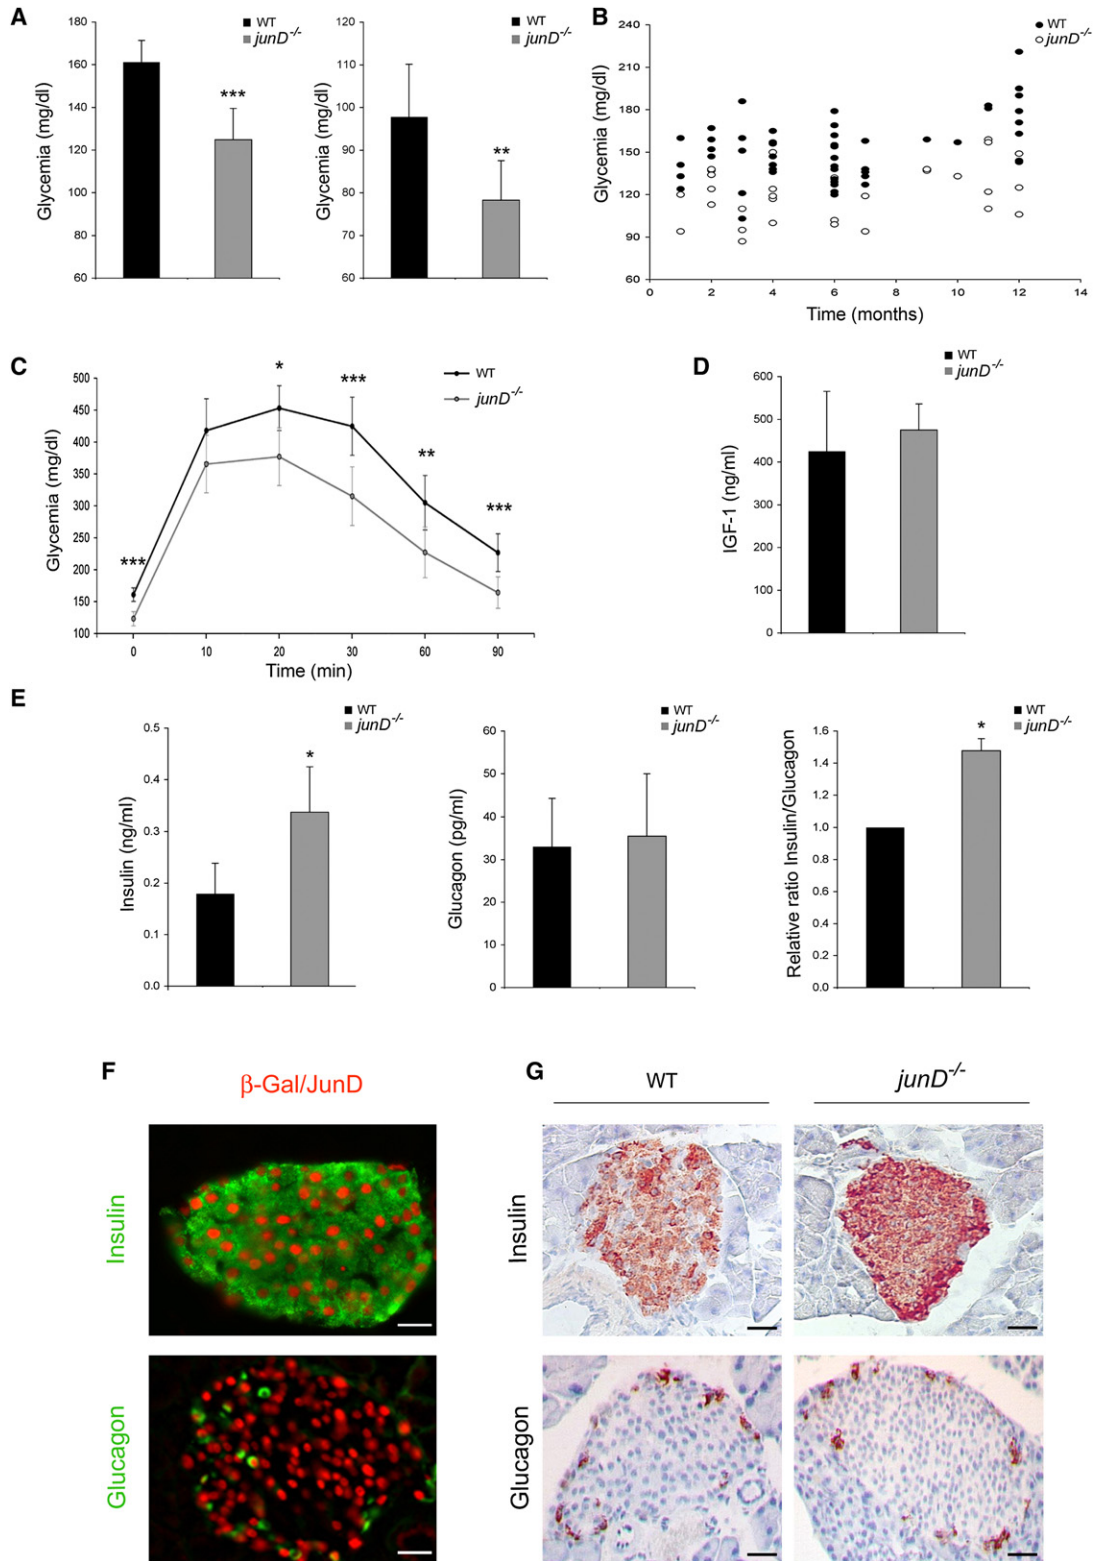 A
WT
junD-/-
Glycemia (mg/dl)
180
160
140
120
100
80
60
***
WT
junD-/-
Glycemia (mg/dl)
120
110
100
90
80
70
60
**
B
WT
junD-/-
Glycemia (mg/dl)
240
210
180
150
120
90
60
0 2 4 6 8 10 12 14
Time (months)
C
WT
junD-/-
Glycemia (mg/dl)
500
450
400
350
300
250
200
150
100
*** * *** ** ***
0 10 20 30 60 90
Time (min)
D
WT
junD-/-
IGF-1 (ng/ml)
600
500
400
300
200
100
0
E
WT
junD-/-
Insulin (ng/ml)
0.5
0.4
0.3
0.2
0.1
0.0
*
WT
junD-/-
Glucagon (pg/ml)
60
50
40
30
20
10
0
WT
junD-/-
Relative ratio Insulin/Glucagon
1.6
1.4
1.2
1.0
0.8
0.6
0.4
0.2
0.0
*
F
β-Gal/JunD
Insulin
Glucagon
G
WT
junD-/-
Insulin
Glucagon